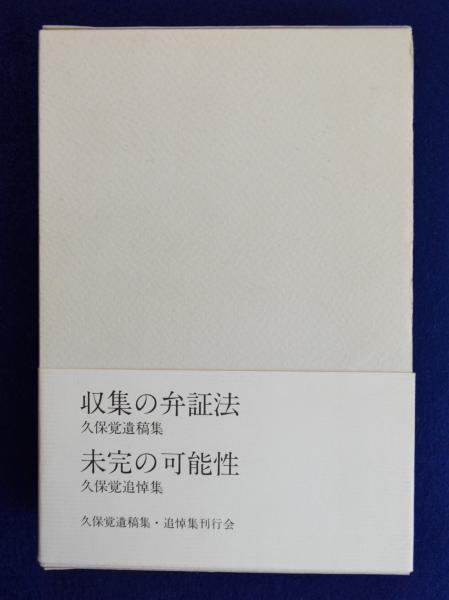 収集の弁証法
久保覚遺稿集
未完の可能性
久保覚追悼集
久保覚遺稿集・追悼集刊行会